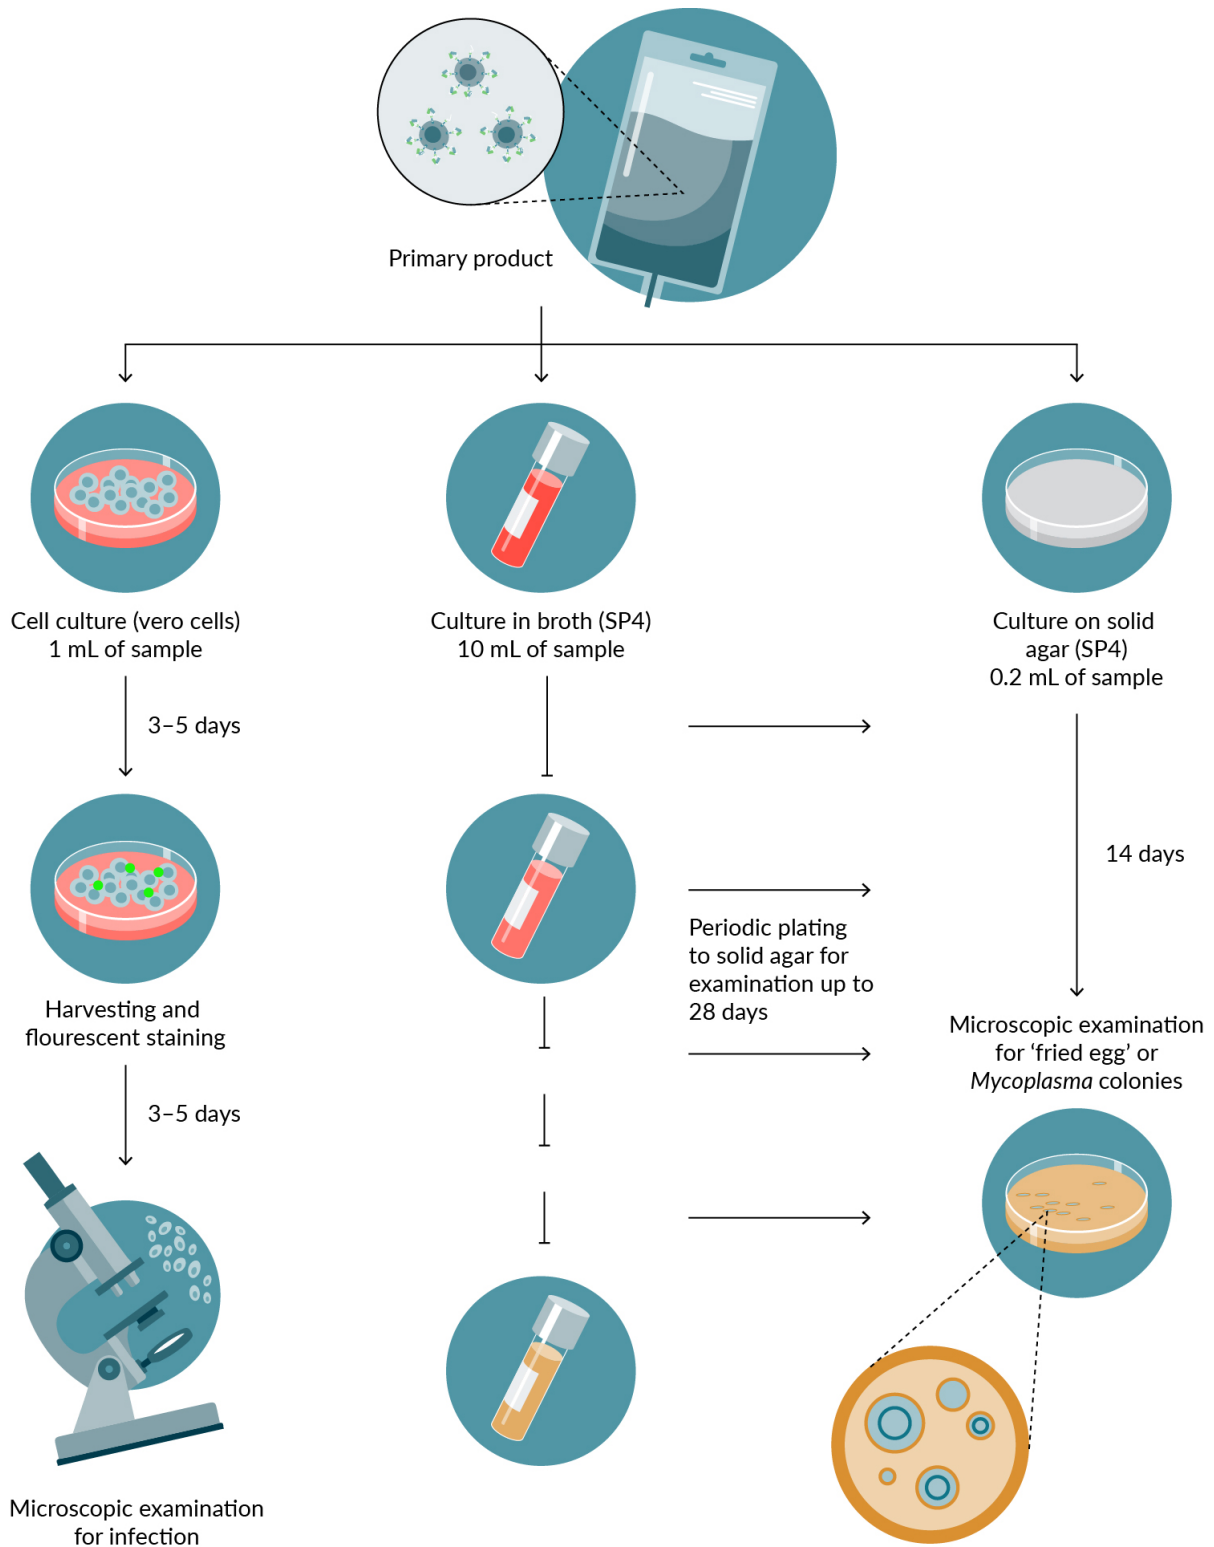 Primary product
Cell culture (vero cells)
1 mL of sample
Culture in broth (SP4)
10 mL of sample
Culture on solid
agar (SP4)
0.2 mL of sample
3–5 days
14 days
Periodic plating
to solid agar for
examination up to
28 days
Harvesting and
flourescent staining
Microscopic examination
for ‘fried egg’ or
Mycoplasma colonies
3–5 days
Microscopic examination
for infection